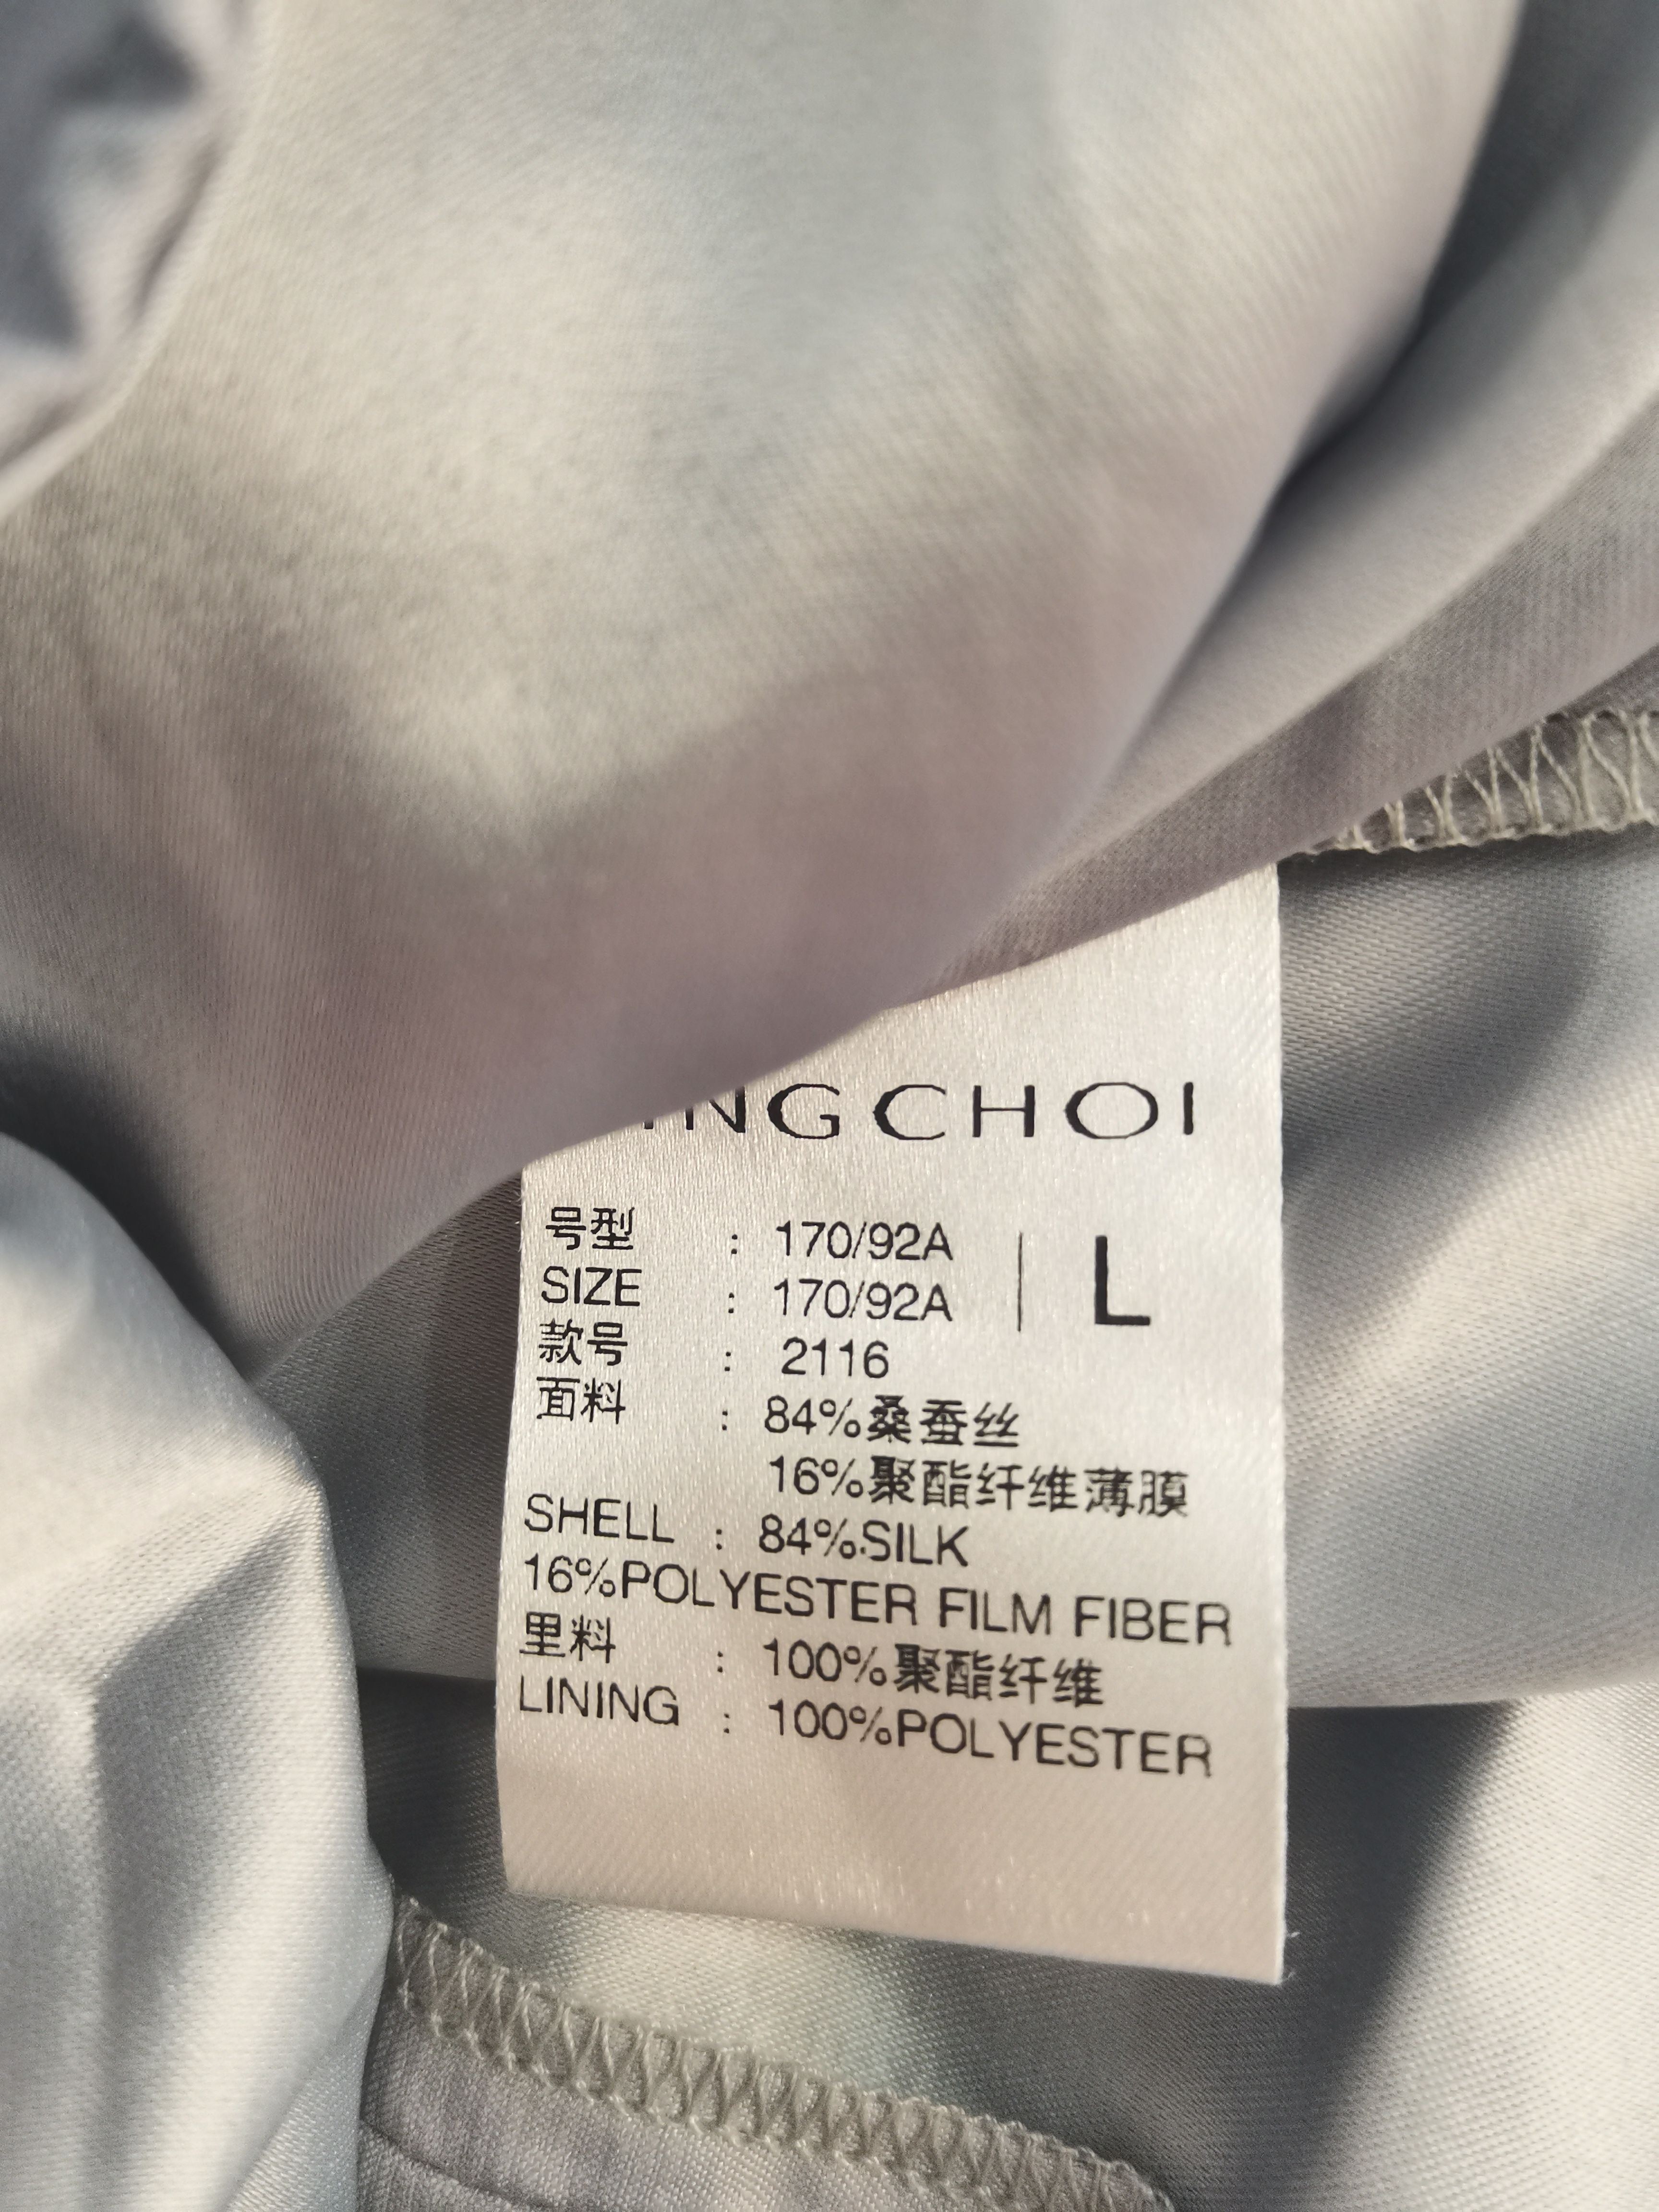 NGCHOI
号型 : 170/92A | L
SIZE : 170/92A
款号 : 2116
面料 : 84%桑蚕丝
16%聚酯纤维薄膜
SHELL : 84%SILK
16%POLYESTER FILM FIBER
里料 : 100%聚酯纤维
LINING : 100%POLYESTER